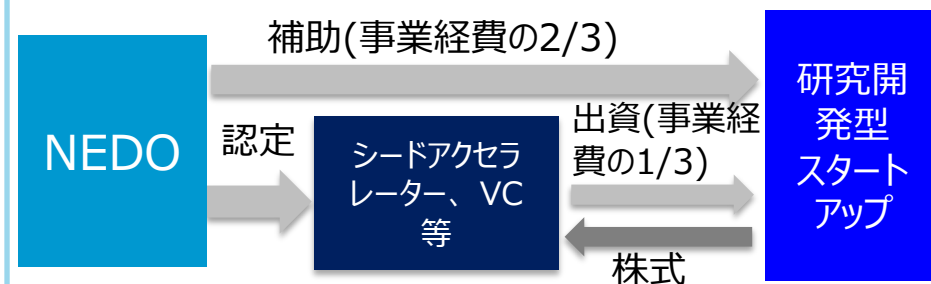 補助(事業経費の2/3)
NEDO
認定
シードアクセラ
レーター、VC
等
出資(事業経
費の1/3)
株式
研究開
発型
スタート
アップ